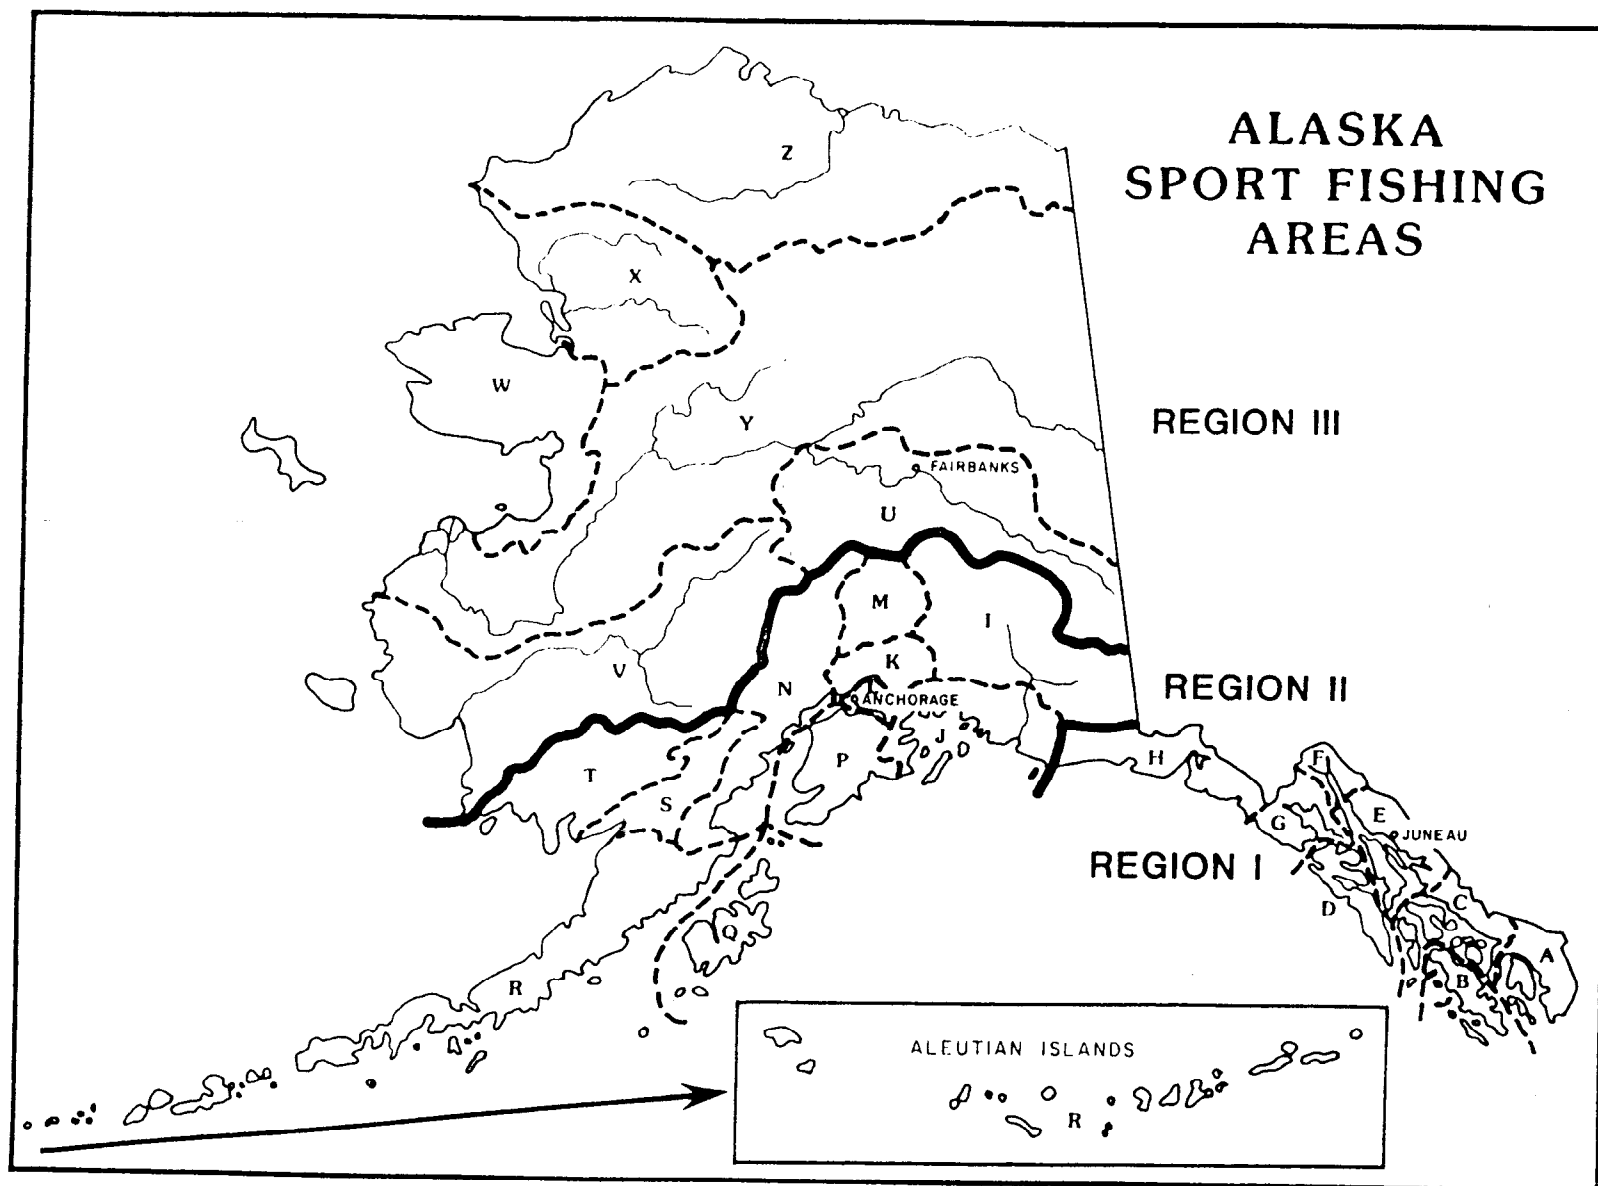 ALASKA
SPORT FISHING
AREAS
Z
X
W
Y
REGION III
FAIRBANKS
U
M
I
K
V
N
L
ANCHORAGE
REGION II
J
P
H
T
S
F
G
E
JUNEAU
REGION I
D
C
Q
A
B
R
ALEUTIAN ISLANDS
R